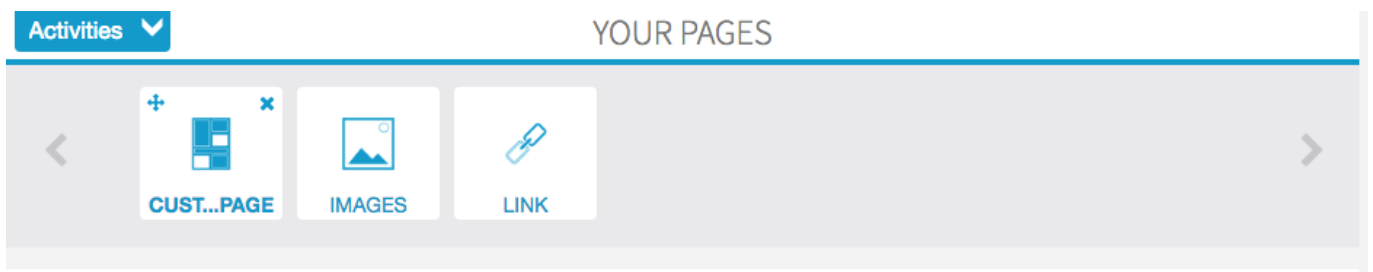 Activities
YOUR PAGES
CUST...PAGE
IMAGES
LINK